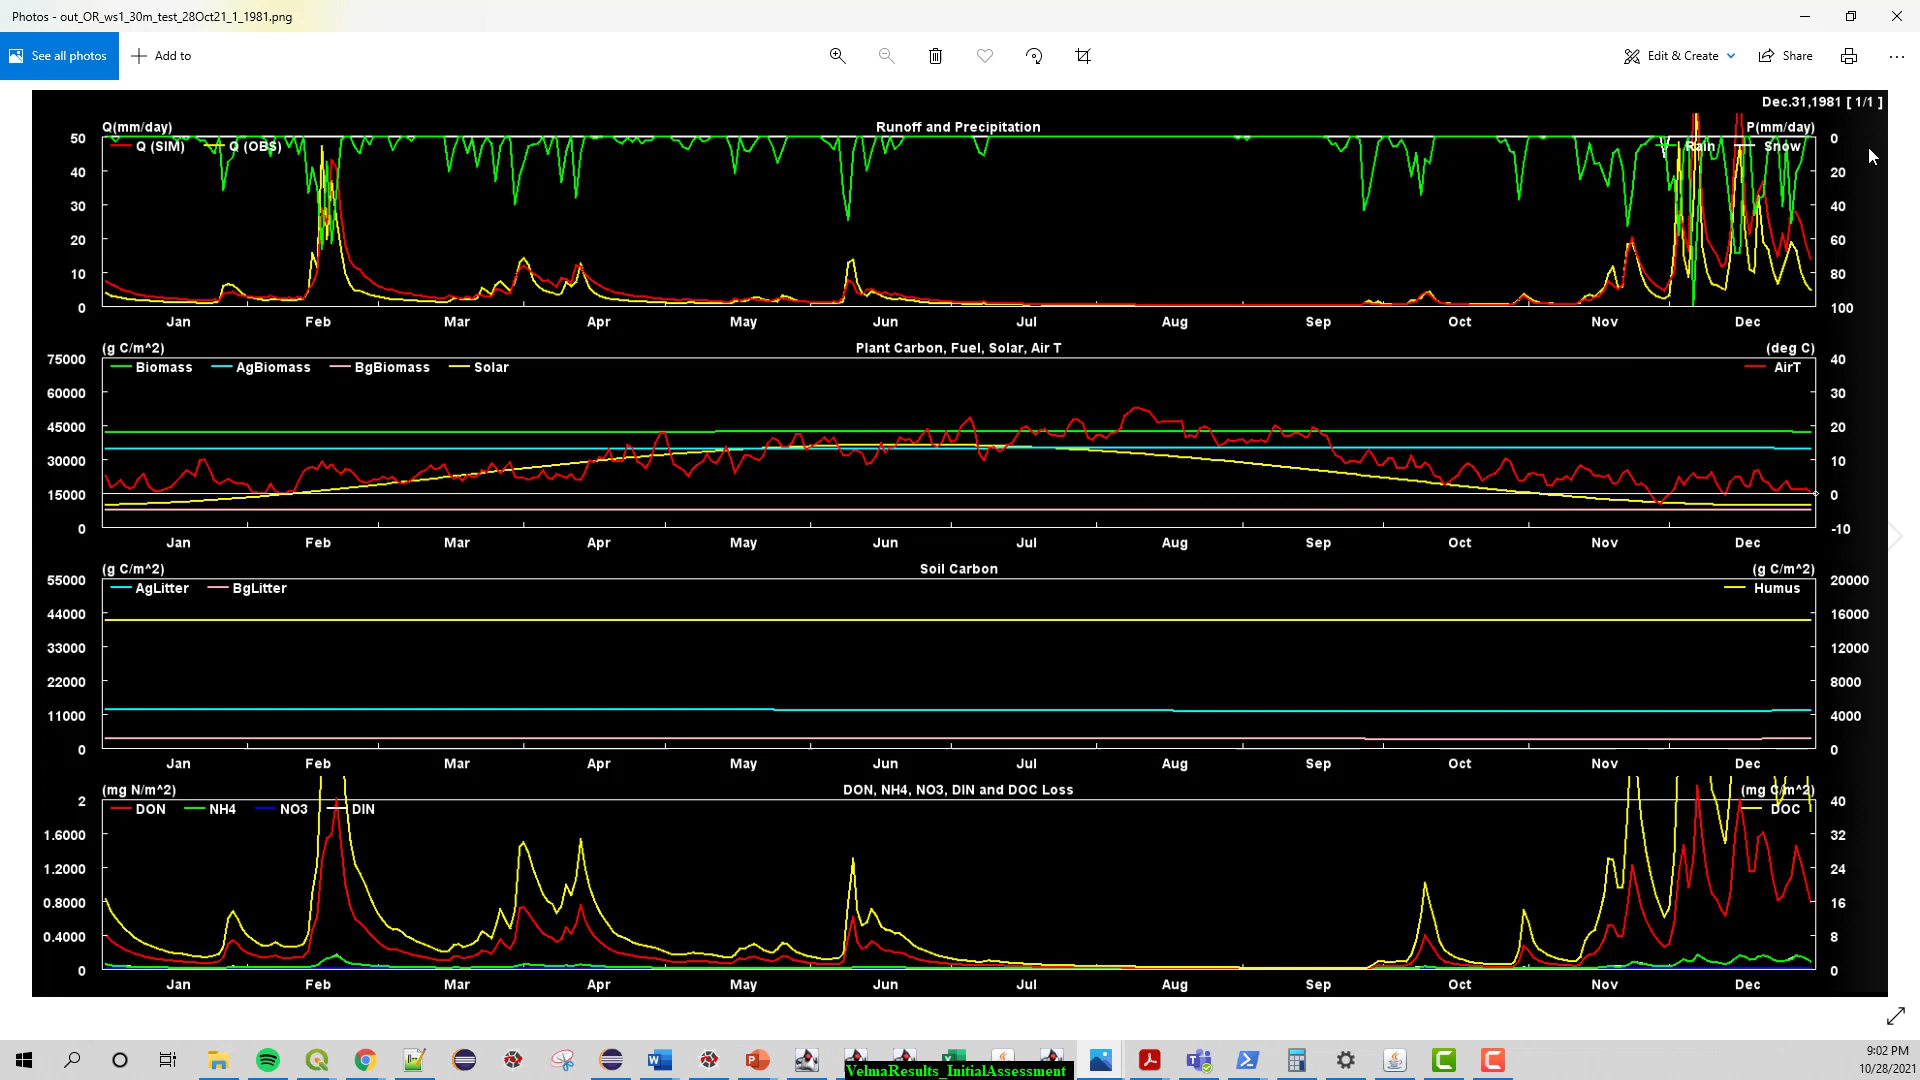 Photos - out_OR_ws1_30m_test_28Oct21_1_1981.png
See all photos
Add to
Edit & Create
Share
Dec.31,1981 [ 1/1 ]
Q(mm/day) Runoff and Precipitation P(mm/day)
Q (SIM) Q (OBS) Rain Snow
50 0
40 20
30 40
20 60
10 80
0 100
Jan Feb Mar Apr May Jun Jul Aug Sep Oct Nov Dec
(g C/m^2) Plant Carbon, Fuel, Solar, Air T (deg C)
Biomass AgBiomass BgBiomass Solar AirT
75000 40
60000 30
45000 20
30000 10
15000 0
0 -10
Jan Feb Mar Apr May Jun Jul Aug Sep Oct Nov Dec
(g C/m^2) Soil Carbon (g C/m^2)
AgLitter BgLitter Humus
55000 20000
44000 16000
33000 12000
22000 8000
11000 4000
0 0
Jan Feb Mar Apr May Jun Jul Aug Sep Oct Nov Dec
(mg N/m^2) DON, NH4, NO3, DIN and DOC Loss (mg C/m^2)
DON NH4 NO3 DIN DOC
2 40
1.6000 32
1.2000 24
0.8000 16
0.4000 8
0 0
Jan Feb Mar Apr May Jun Jul Aug Sep Oct Nov Dec
VelmaResults_InitialAssessment
9:02 PM
10/28/2021